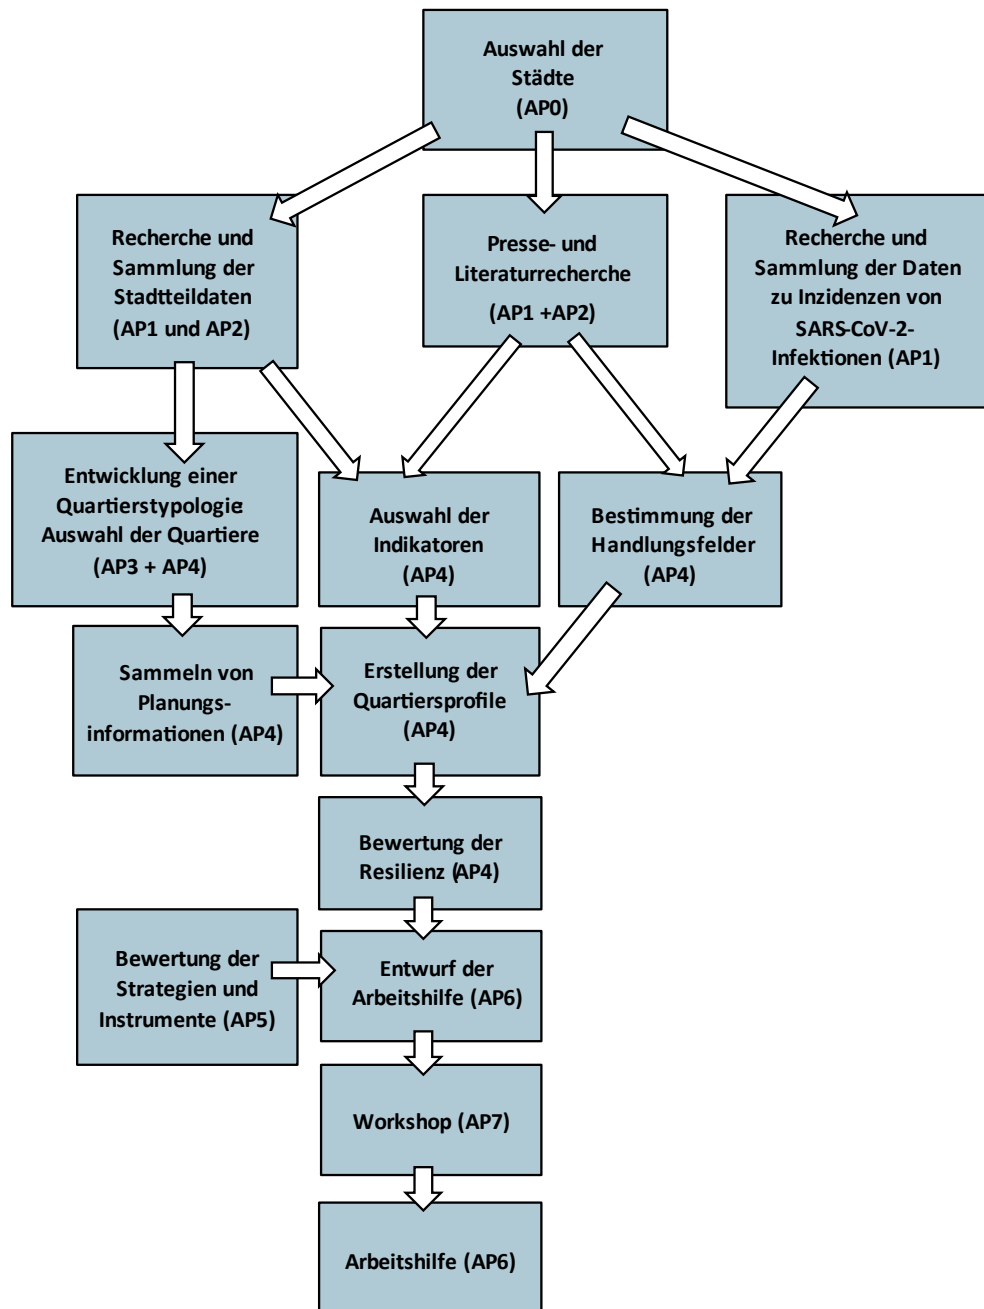 Auswahl der
Städte
(AP0)
Recherche und
Sammlung der
Stadtteildaten
(AP1 und AP2)
Presse- und
Literaturrecherche
(AP1 +AP2)
Recherche und
Sammlung der Daten
zu Inzidenzen von
SARS-CoV-2-
Infektionen (AP1)
Entwicklung einer
Quartierstypologie:
Auswahl der Quartiere
(AP3 + AP4)
Auswahl der
Indikatoren
(AP4)
Bestimmung der
Handlungsfelder
(AP4)
Sammeln von
Planungs-
informationen (AP4)
Erstellung der
Quartiersprofile
(AP4)
Bewertung der
Resilienz (AP4)
Bewertung der
Strategien und
Instrumente (AP5)
Entwurf der
Arbeitshilfe (AP6)
Workshop (AP7)
Arbeitshilfe (AP6)